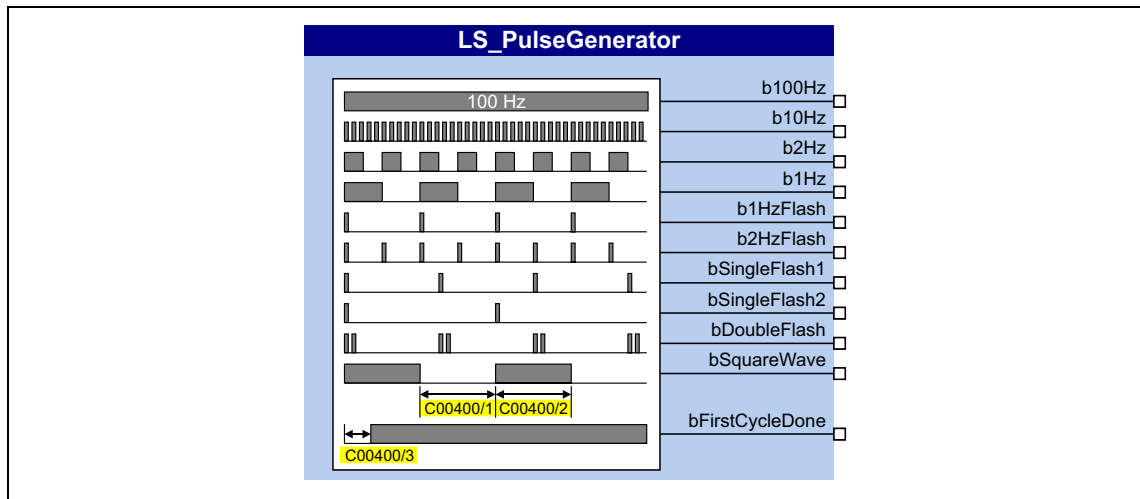 LS_PulseGenerator
b100Hz
100 Hz
b10Hz
b2Hz
b1Hz
b1HzFlash
b2HzFlash
bSingleFlash1
bSingleFlash2
bDoubleFlash
bSquareWave
C00400/1 C00400/2
bFirstCycleDone
C00400/3